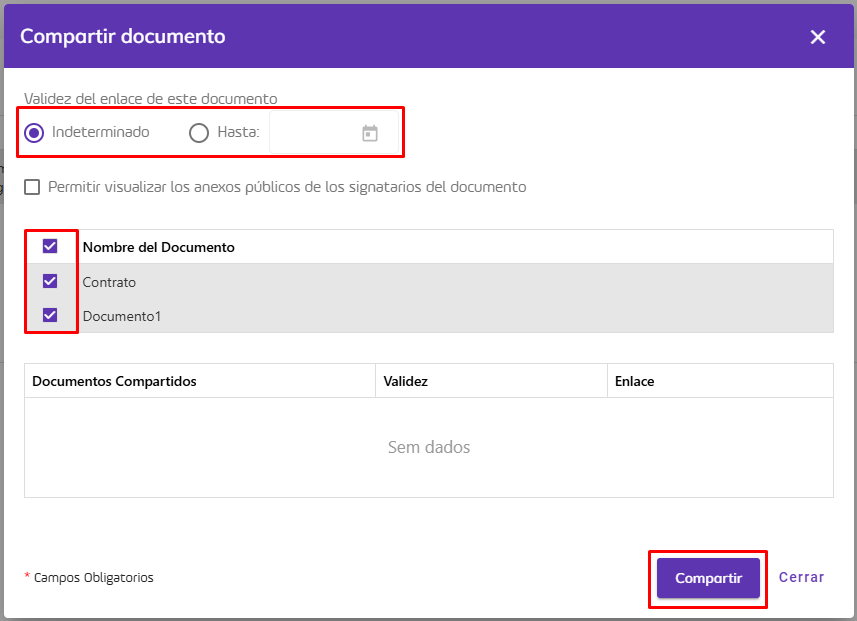 Compartir documento
Validez del enlace de este documento
Indeterminado Hasta:
Permitir visualizar los anexos públicos de los signatarios del documento
Nombre del Documento
Contrato
Documento1
Documentos Compartidos Validez Enlace
Sem dados
* Campos Obligatorios
Compartir Cerrar